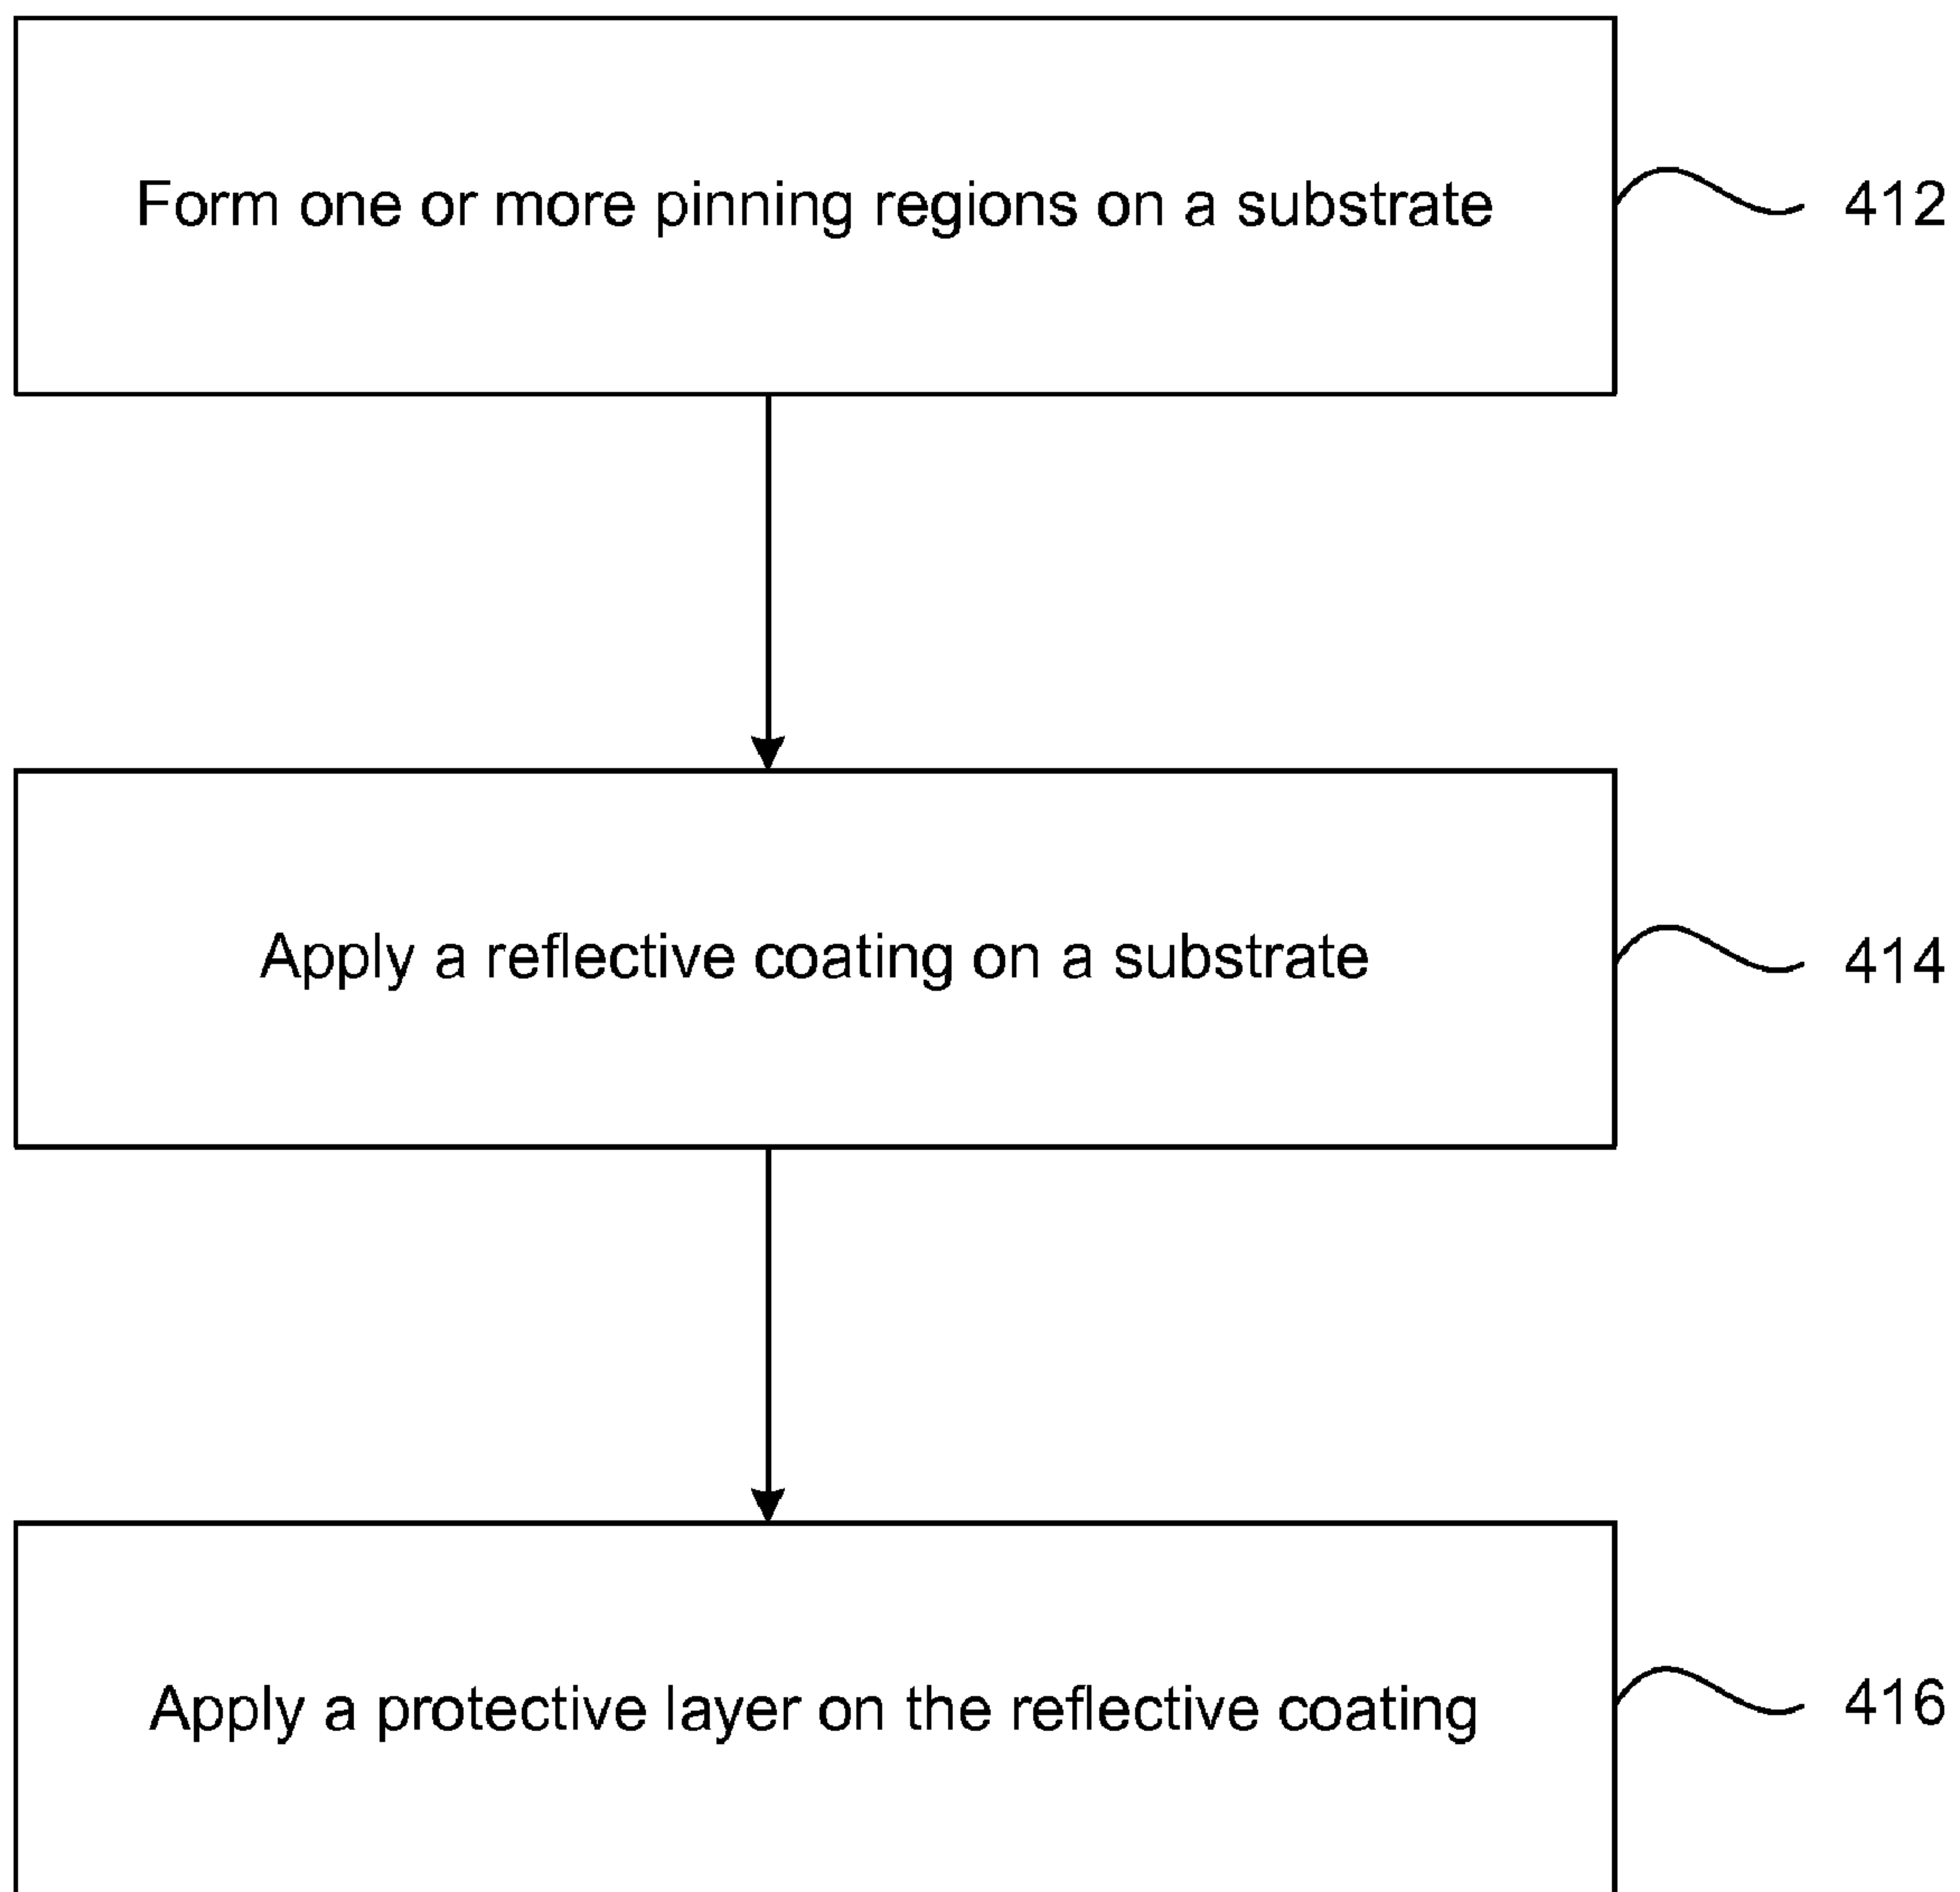 Form one or more pinning regions on a substrate
412
Apply a reflective coating on a substrate
414
Apply a protective layer on the reflective coating
416